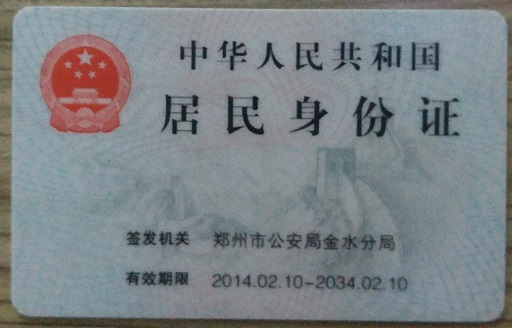 中华人民共和国
居民身份证
签发机关 郑州市公安局金水分局
有效期限 2014.02.10-2034.02.10